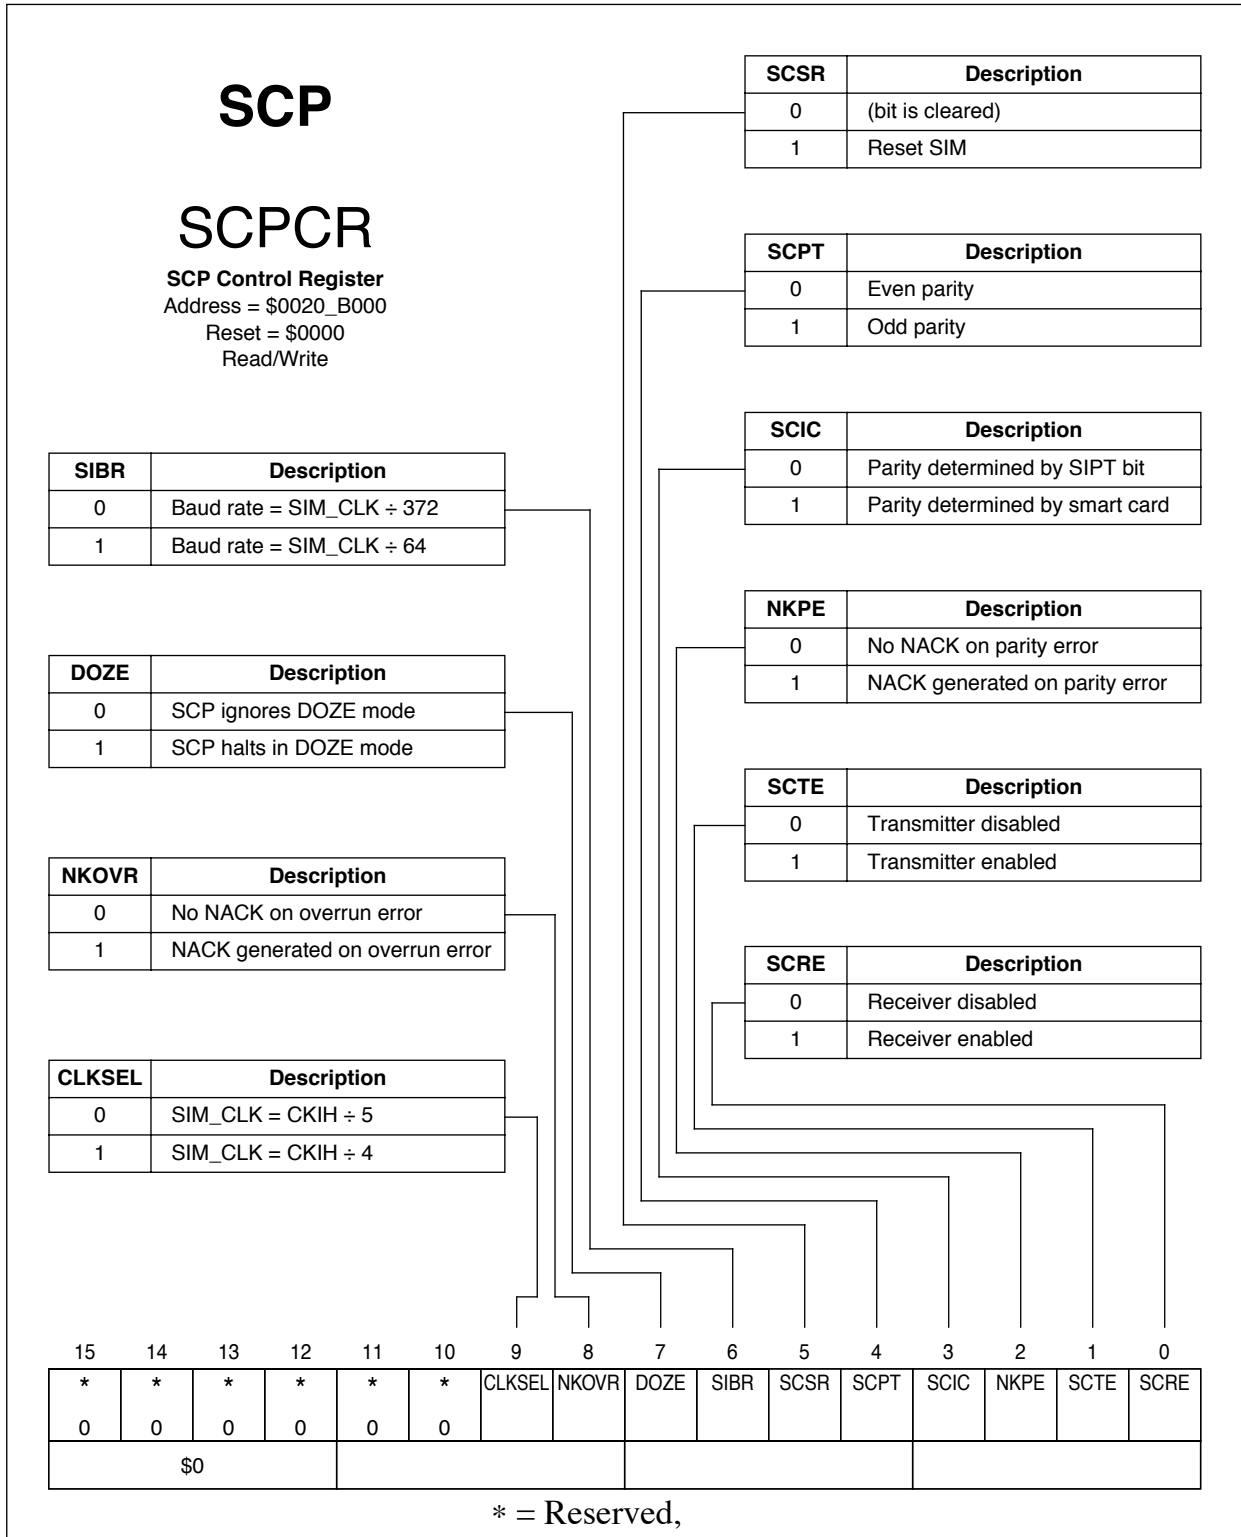 SCP
SCPCR
SCP Control Register
Address = $0020_B000
Reset = $0000
Read/Write
SIBR Description
0 Baud rate = SIM_CLK ÷ 372
1 Baud rate = SIM_CLK ÷ 64
DOZE Description
0 SCP ignores DOZE mode
1 SCP halts in DOZE mode
NKOVR Description
0 No NACK on overrun error
1 NACK generated on overrun error
CLKSEL Description
0 SIM_CLK = CKIH ÷ 5
1 SIM_CLK = CKIH ÷ 4
SCSR Description
0 (bit is cleared)
1 Reset SIM
SCPT Description
0 Even parity
1 Odd parity
SCIC Description
0 Parity determined by SIPT bit
1 Parity determined by smart card
NKPE Description
0 No NACK on parity error
1 NACK generated on parity error
SCTE Description
0 Transmitter disabled
1 Transmitter enabled
SCRE Description
0 Receiver disabled
1 Receiver enabled
15 14 13 12 11 10 9 8 7 6 5 4 3 2 1 0
* * * * * * CLKSEL NKOVR DOZE SIBR SCSR SCPT SCIC NKPE SCTE SCRE
0 0 0 0 0 0
$0
* = Reserved,